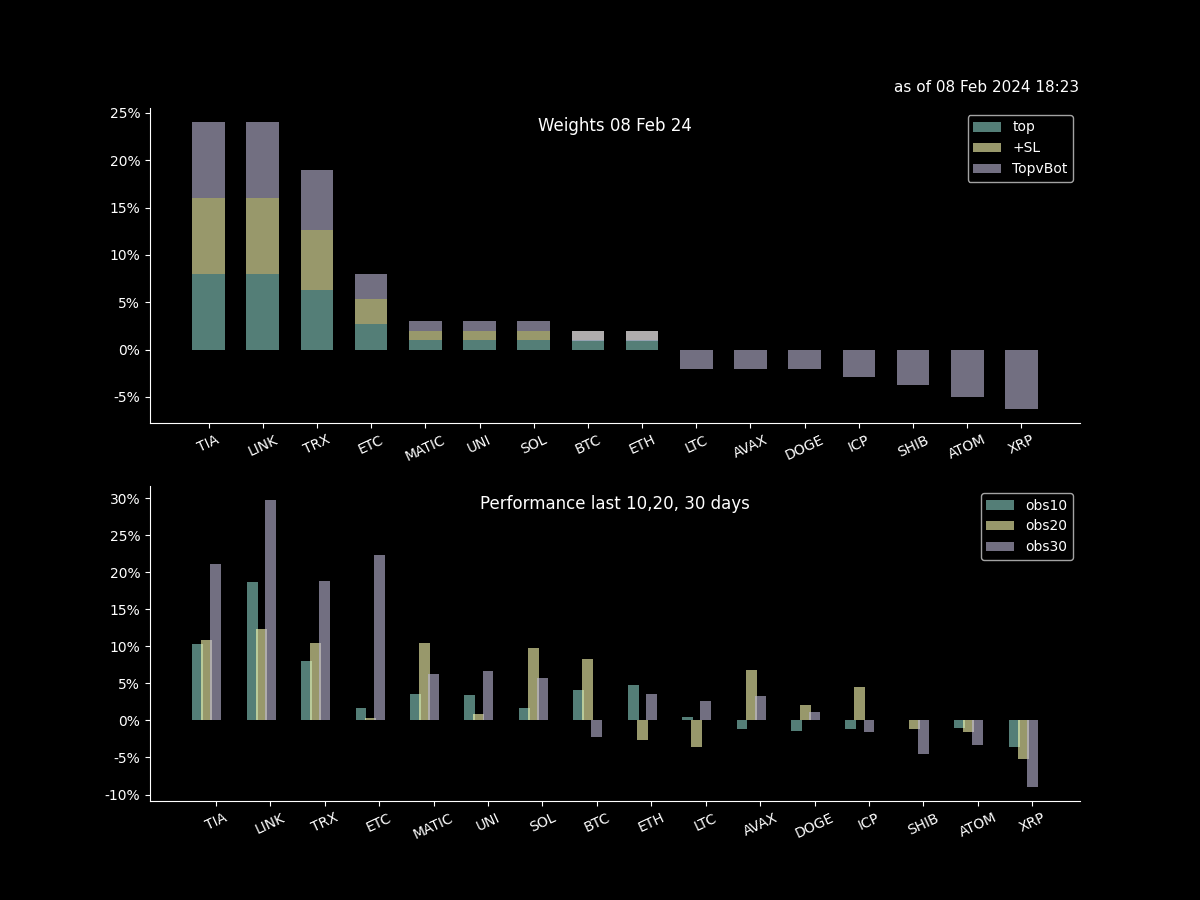 as of 08 Feb 2024 18:23
Weights 08 Feb 24
top
+SL
TopvBot
25%
20%
15%
10%
5%
0%
-5%
TIA LINK TRX ETC MATIC UNI SOL BTC ETH LTC AVAX DOGE ICP SHIB ATOM XRP
Performance last 10,20, 30 days
obs10
obs20
obs30
30%
25%
20%
15%
10%
5%
0%
-5%
-10%
TIA LINK TRX ETC MATIC UNI SOL BTC ETH LTC AVAX DOGE ICP SHIB ATOM XRP